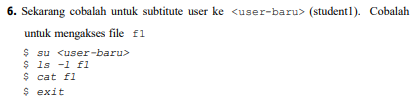 6. Sekarang cobalah untuk subtitute user ke <user-baru> (student1). Cobalah
untuk mengakses file f1
$ su <user-baru>
$ ls -l f1
$ cat f1
$ exit